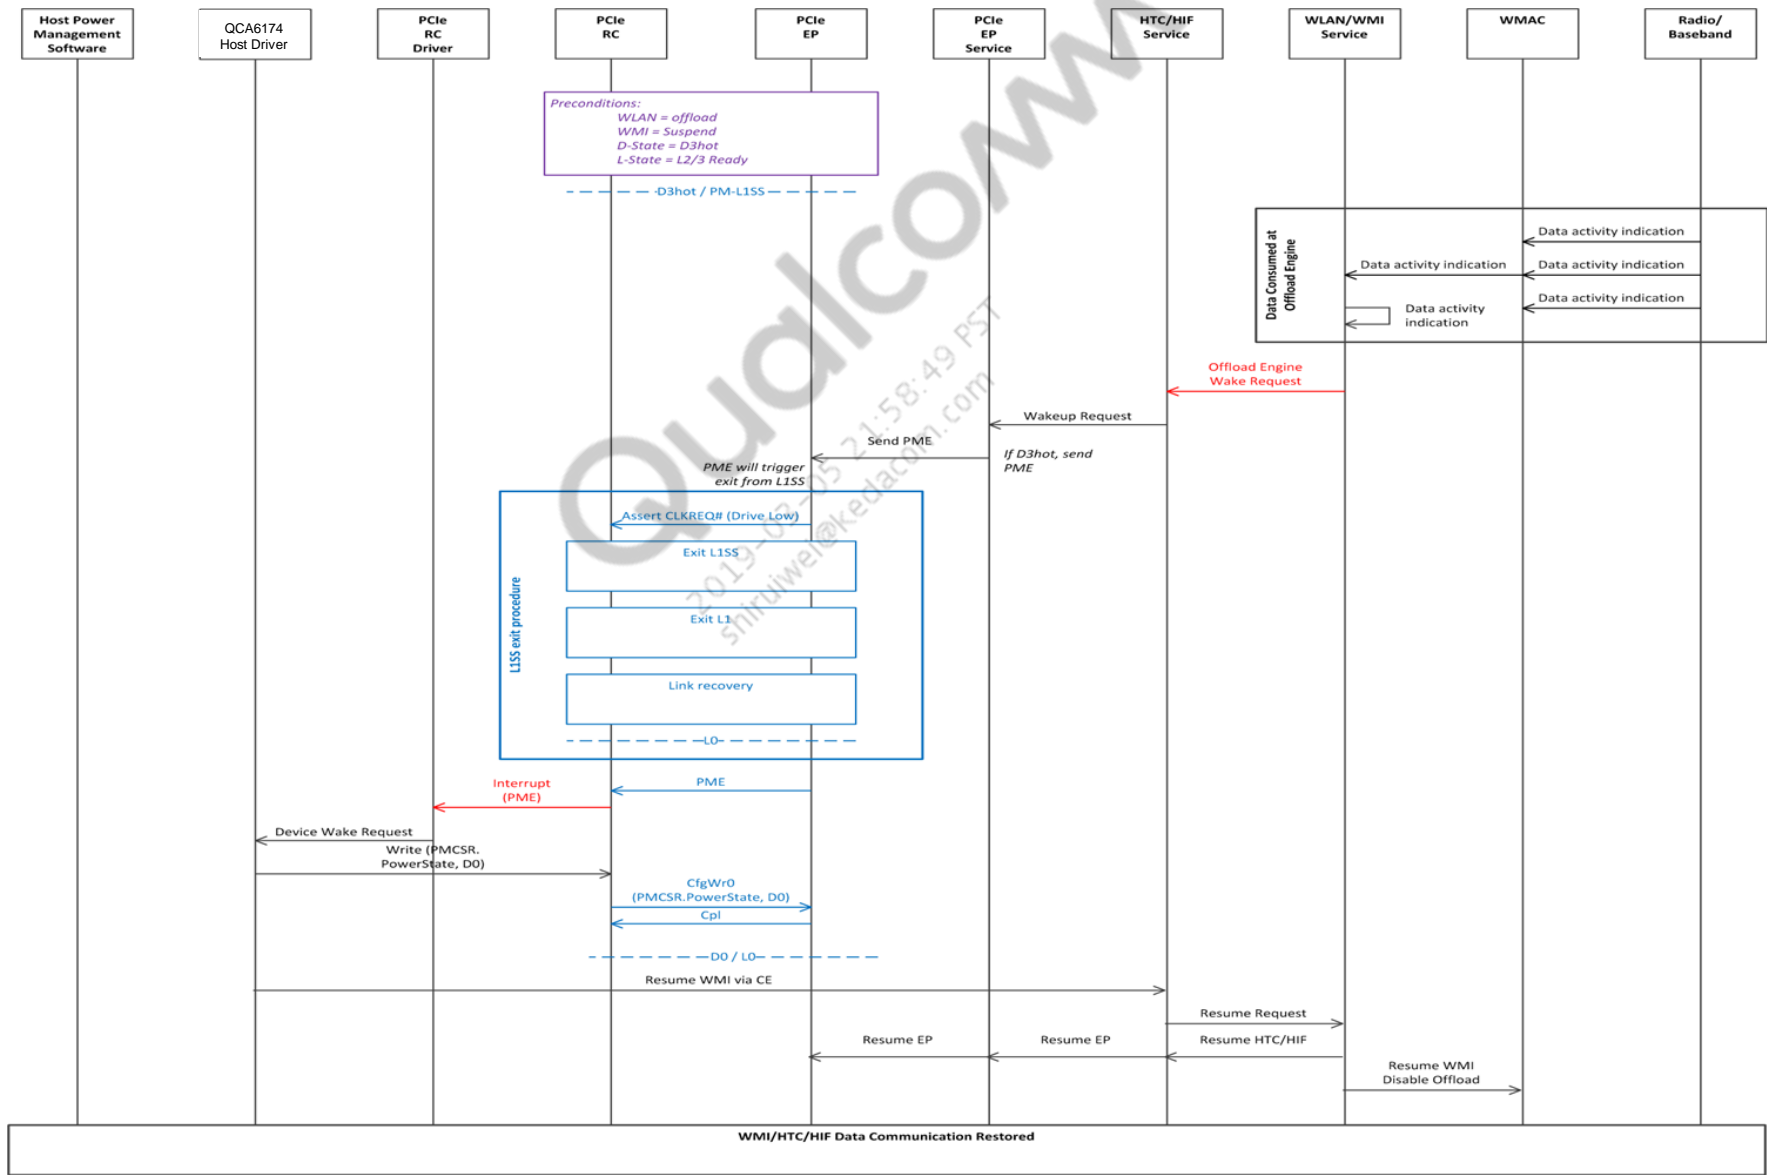 Host Power
Management
Software
QCA6174
Host Driver
PCIe
RC
Driver
PCIe
RC
PCIe
EP
PCIe
EP
Service
HTC/HIF
Service
WLAN/WMI
Service
WMAC
Radio/
Baseband
Preconditions:
WLAN = offload
WMI = Suspend
D-State = D3hot
L-State = L2/3 Ready
D3hot / PM-L1SS
Data Consumed at
Offload Engine
Data activity indication
Data activity indication
Data activity indication
Data activity indication
Data activity
indication
Offload Engine
Wake Request
Wakeup Request
Send PME
If D3hot, send
PME
PME will trigger
exit from L1SS
L1SS exit procedure
Assert CLKREQ# (Drive Low)
Exit L1SS
Exit L1
Link recovery
L0
PME
Interrupt
(PME)
Device Wake Request
Write (PMCSR.
PowerState, D0)
CfgWr0
(PMCSR.PowerState, D0)
Cpl
D0 / L0
Resume WMI via CE
Resume Request
Resume EP
Resume EP
Resume HTC/HIF
Resume WMI
Disable Offload
WMI/HTC/HIF Data Communication Restored
Qualcomm
2019-03-05 21:58:49 PST
shiruiwei@kedacom.com